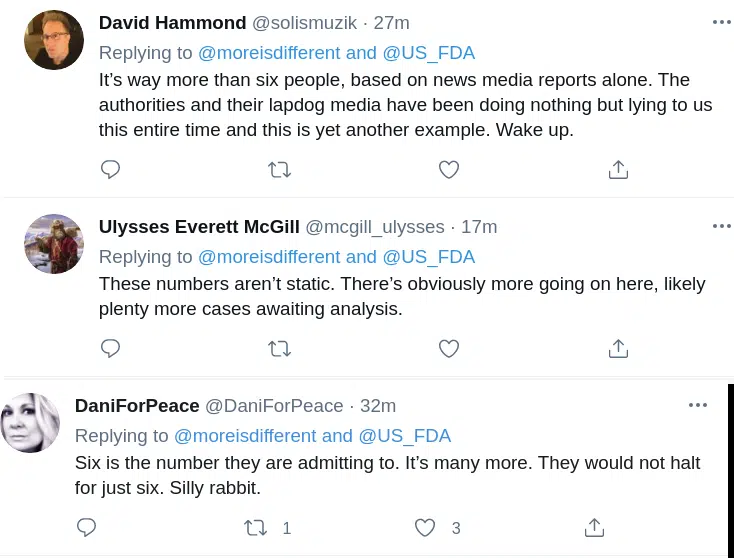 David Hammond @solismuzik · 27m
Replying to @moreisdifferent and @US_FDA
It’s way more than six people, based on news media reports alone. The
authorities and their lapdog media have been doing nothing but lying to us
this entire time and this is yet another example. Wake up.
Ulysses Everett McGill @mcgill_ulysses · 17m
Replying to @moreisdifferent and @US_FDA
These numbers aren’t static. There’s obviously more going on here, likely
plenty more cases awaiting analysis.
DaniForPeace @DaniForPeace · 32m
Replying to @moreisdifferent and @US_FDA
Six is the number they are admitting to. It’s many more. They would not halt
for just six. Silly rabbit.
1 3